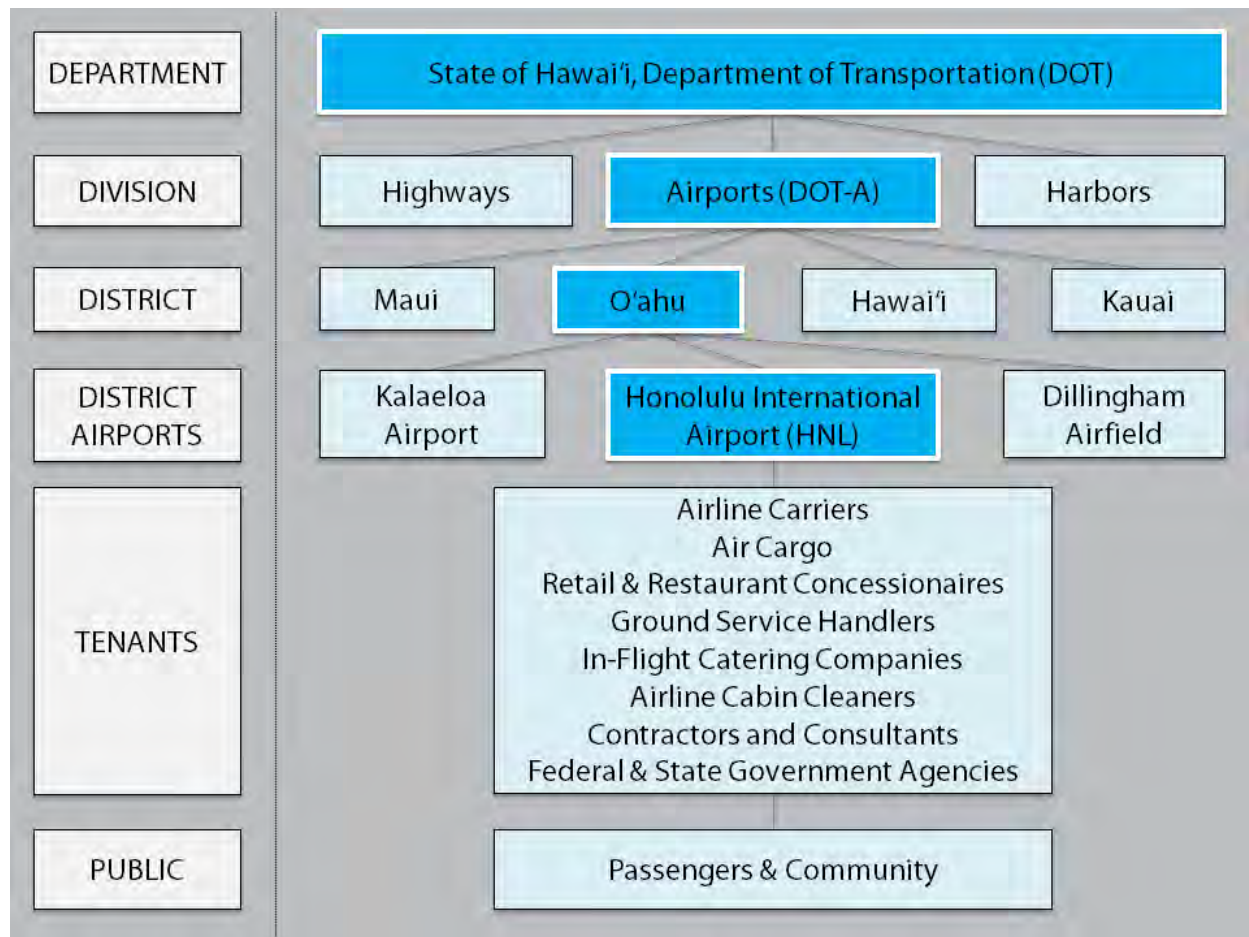 DEPARTMENT
State of Hawai‘i, Department of Transportation (DOT)
DIVISION
Highways
Airports (DOT-A)
Harbors
DISTRICT
Maui
O‘ahu
Hawai‘i
Kauai
DISTRICT
AIRPORTS
Kalaeloa
Airport
Honolulu International
Airport (HNL)
Dillingham
Airfield
TENANTS
Airline Carriers
Air Cargo
Retail & Restaurant Concessionaires
Ground Service Handlers
In-Flight Catering Companies
Airline Cabin Cleaners
Contractors and Consultants
Federal & State Government Agencies
PUBLIC
Passengers & Community